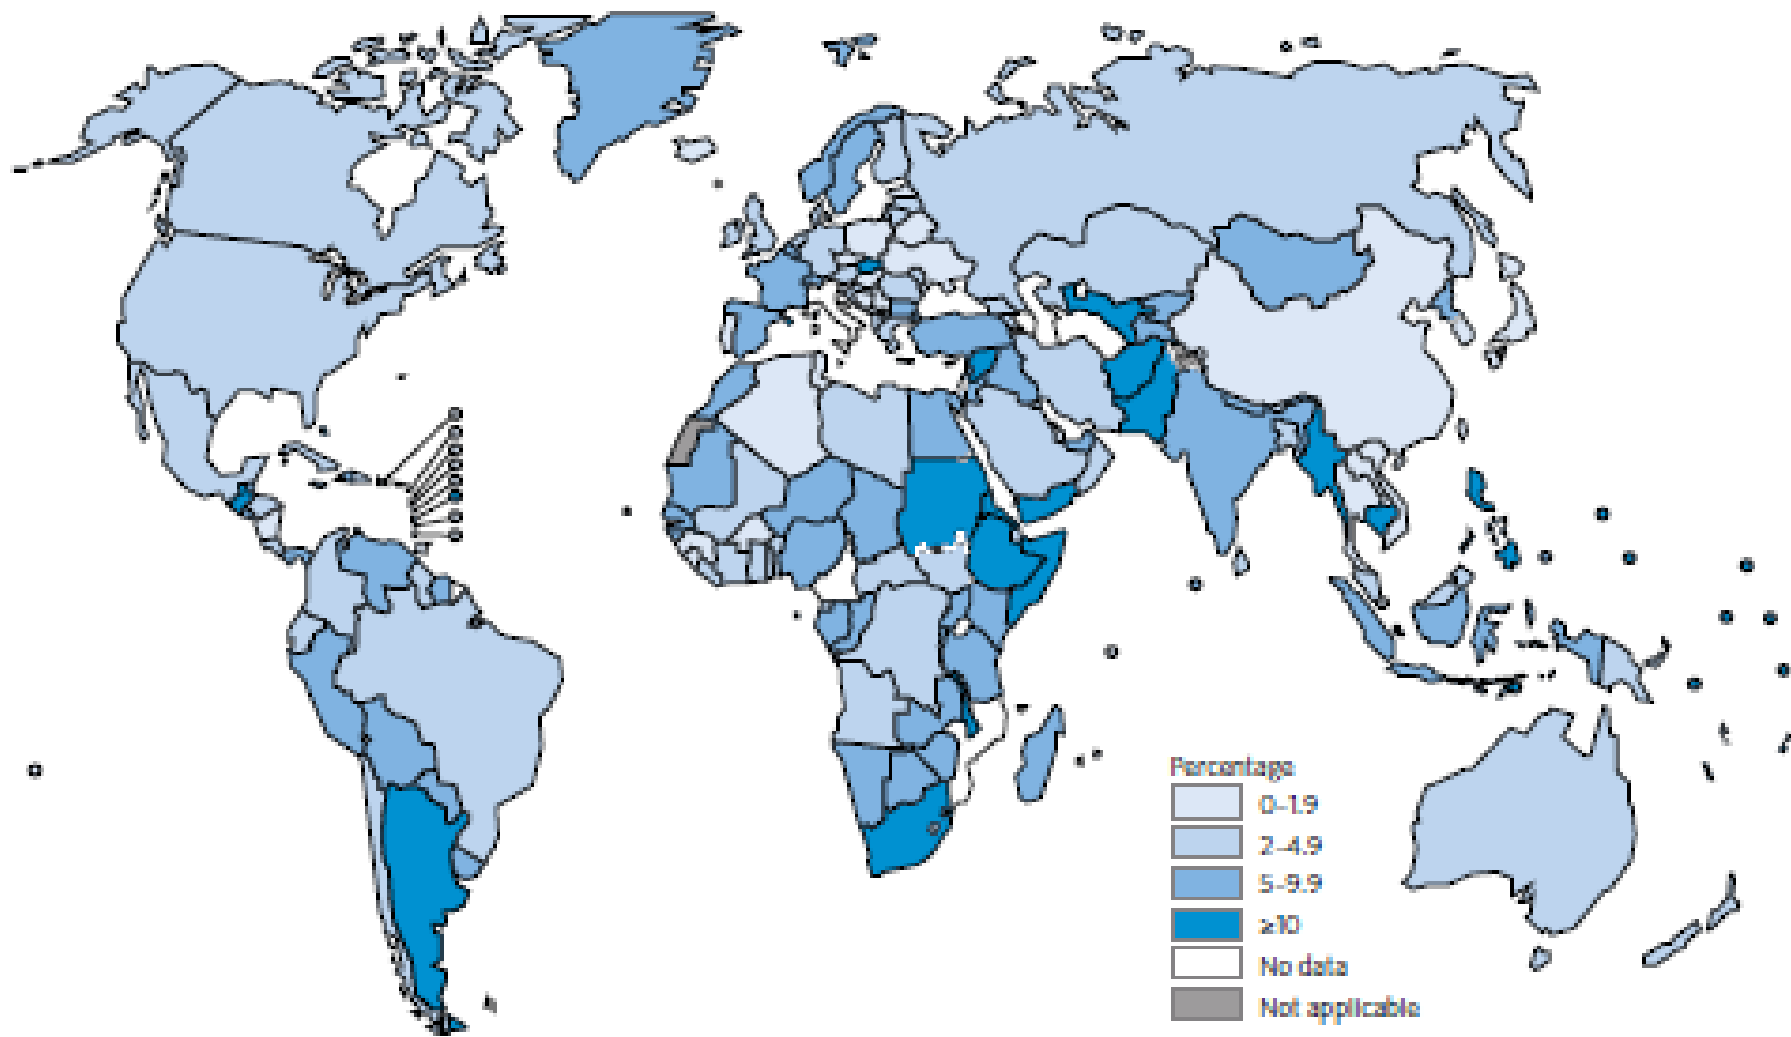 Percentage
0–1.9
2–4.9
5–9.9
≥10
No data
Not applicable